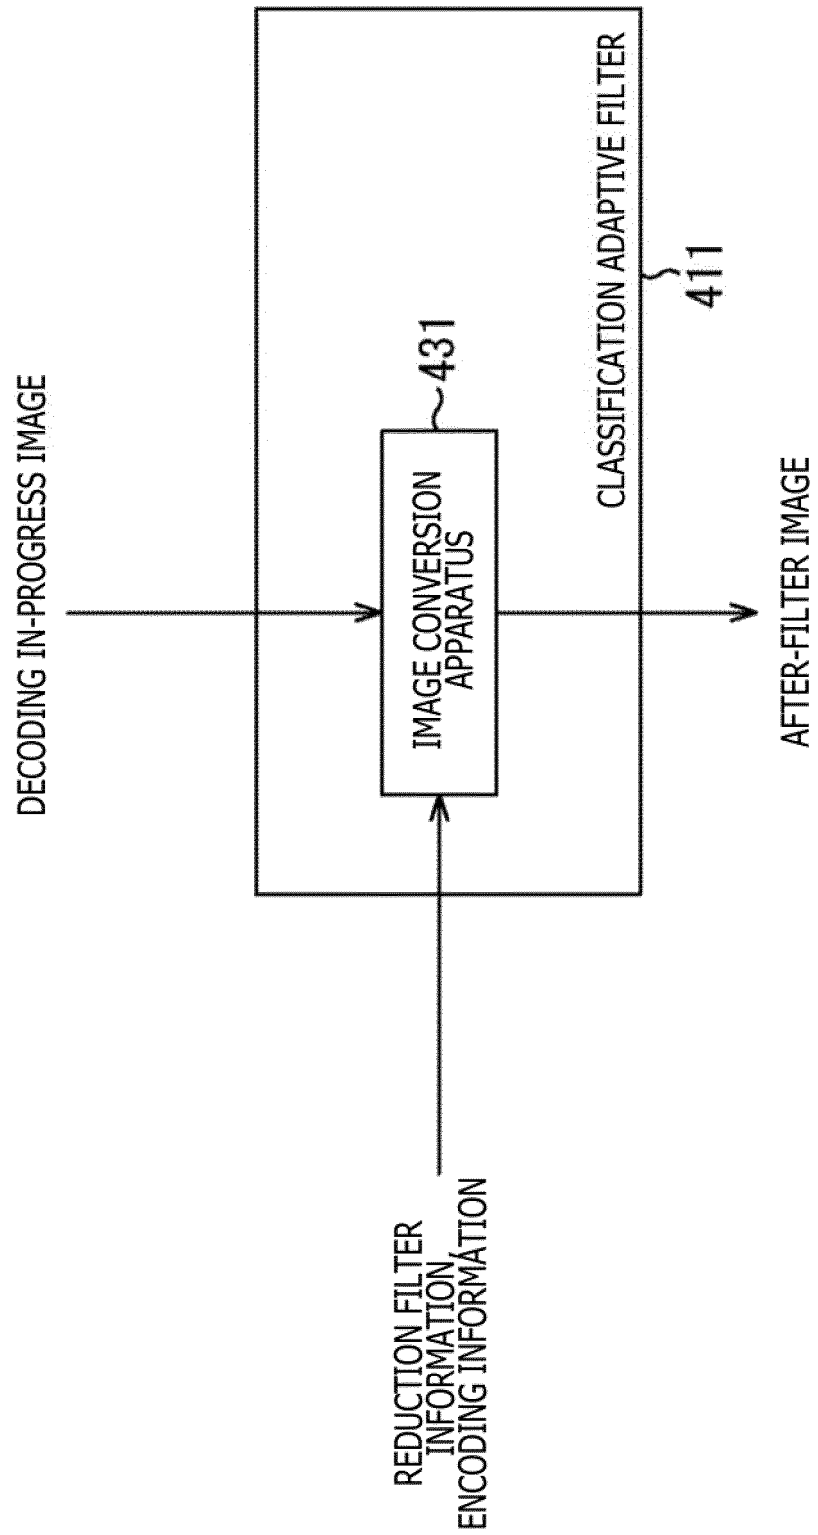 DECODING IN-PROGRESS IMAGE
431
IMAGE CONVERSION
APPARATUS
REDUCTION FILTER
INFORMATION,
ENCODING INFORMATION
CLASSIFICATION ADAPTIVE FILTER
411
AFTER-FILTER IMAGE